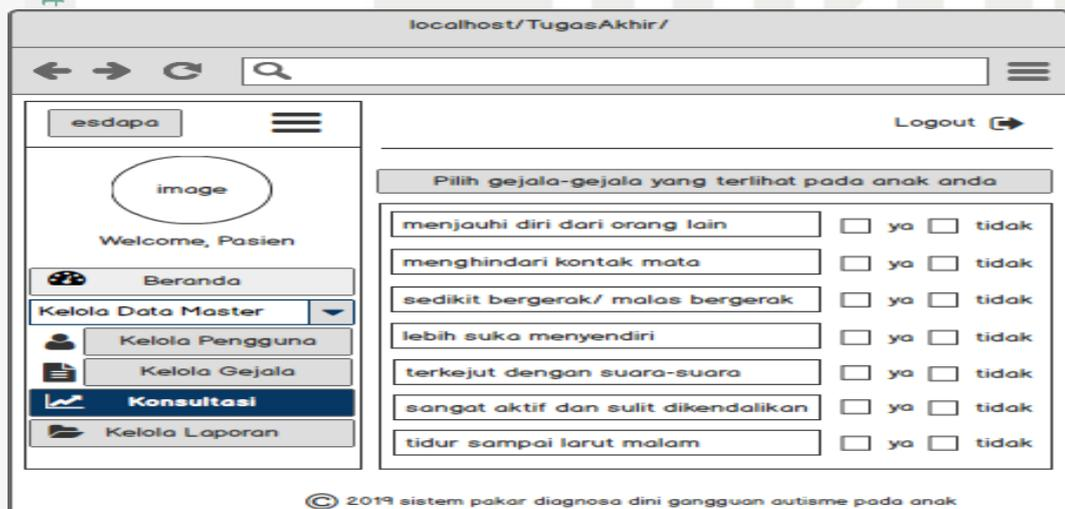 localhost/TugasAkhir/
esdapa
Logout
image
Welcome, Pasien
Beranda
Kelola Data Master
Kelola Pengguna
Kelola Gejala
Konsultasi
Kelola Laporan
Pilih gejala-gejala yang terlihat pada anak anda
menjauhi diri dari orang lain ya tidak
menghindari kontak mata ya tidak
sedikit bergerak/ malas bergerak ya tidak
lebih suka menyendiri ya tidak
terkejut dengan suara-suara ya tidak
sangat aktif dan sulit dikendalikan ya tidak
tidur sampai larut malam ya tidak
© 2019 sistem pakar diagnosa dini gangguan autisme pada anak